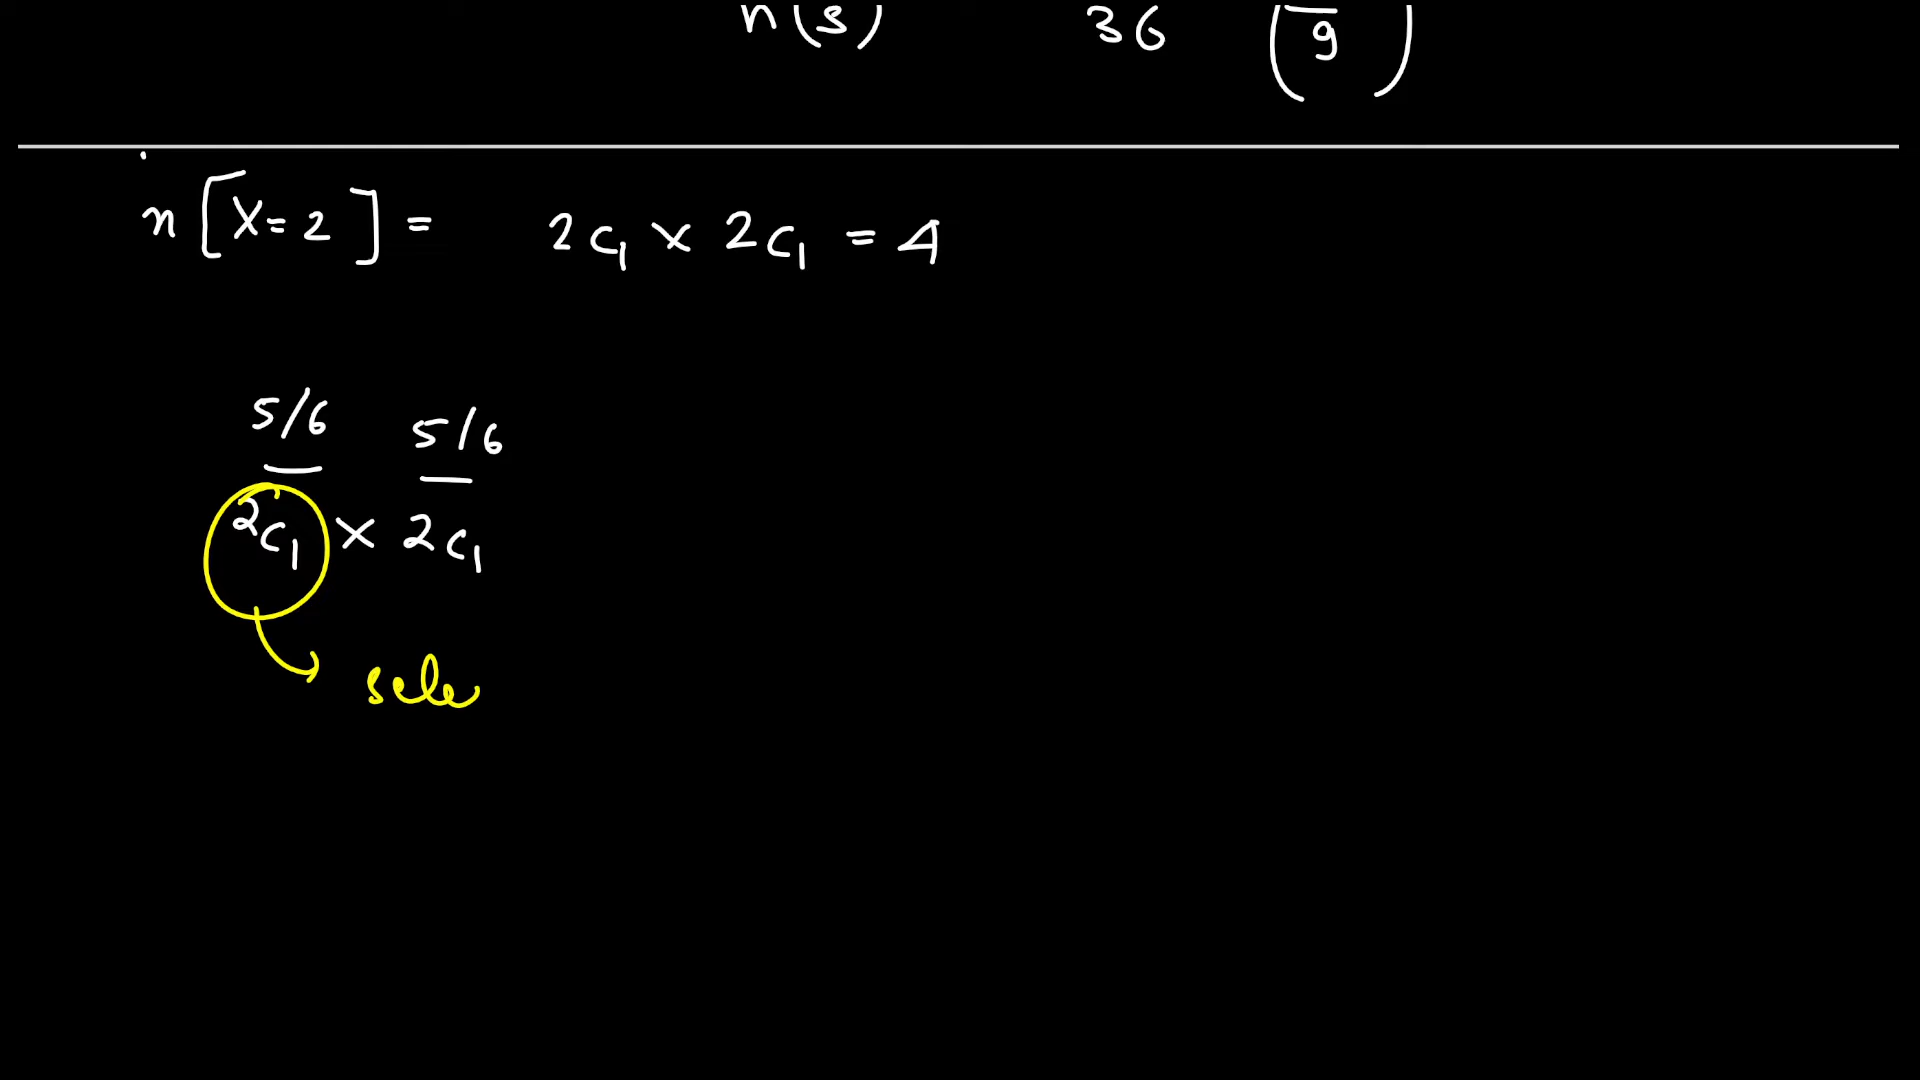 n(s) 36 (9)
n[X=2] = 2c₁ × 2c₁ = 4
5/6 5/6
2c₁ × 2c₁
sele